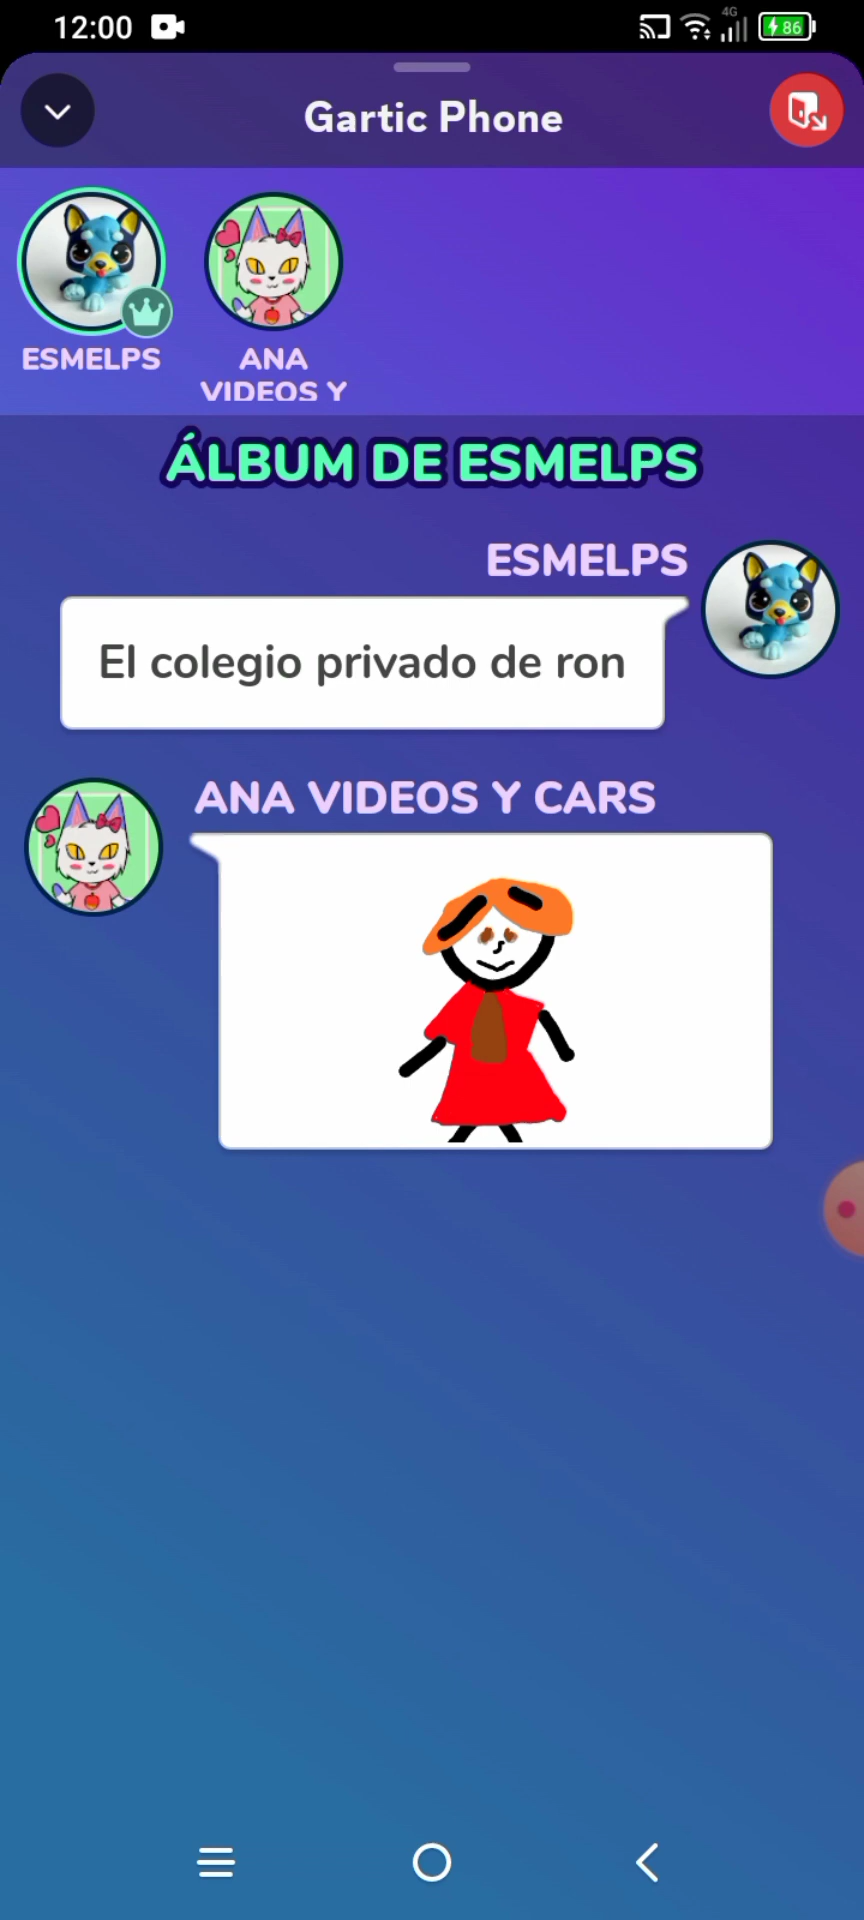 12:00
4G
86
Gartic Phone
ESMELPS
ANA
VIDEOS Y
ÁLBUM DE ESMELPS
ESMELPS
El colegio privado de ron
ANA VIDEOS Y CARS